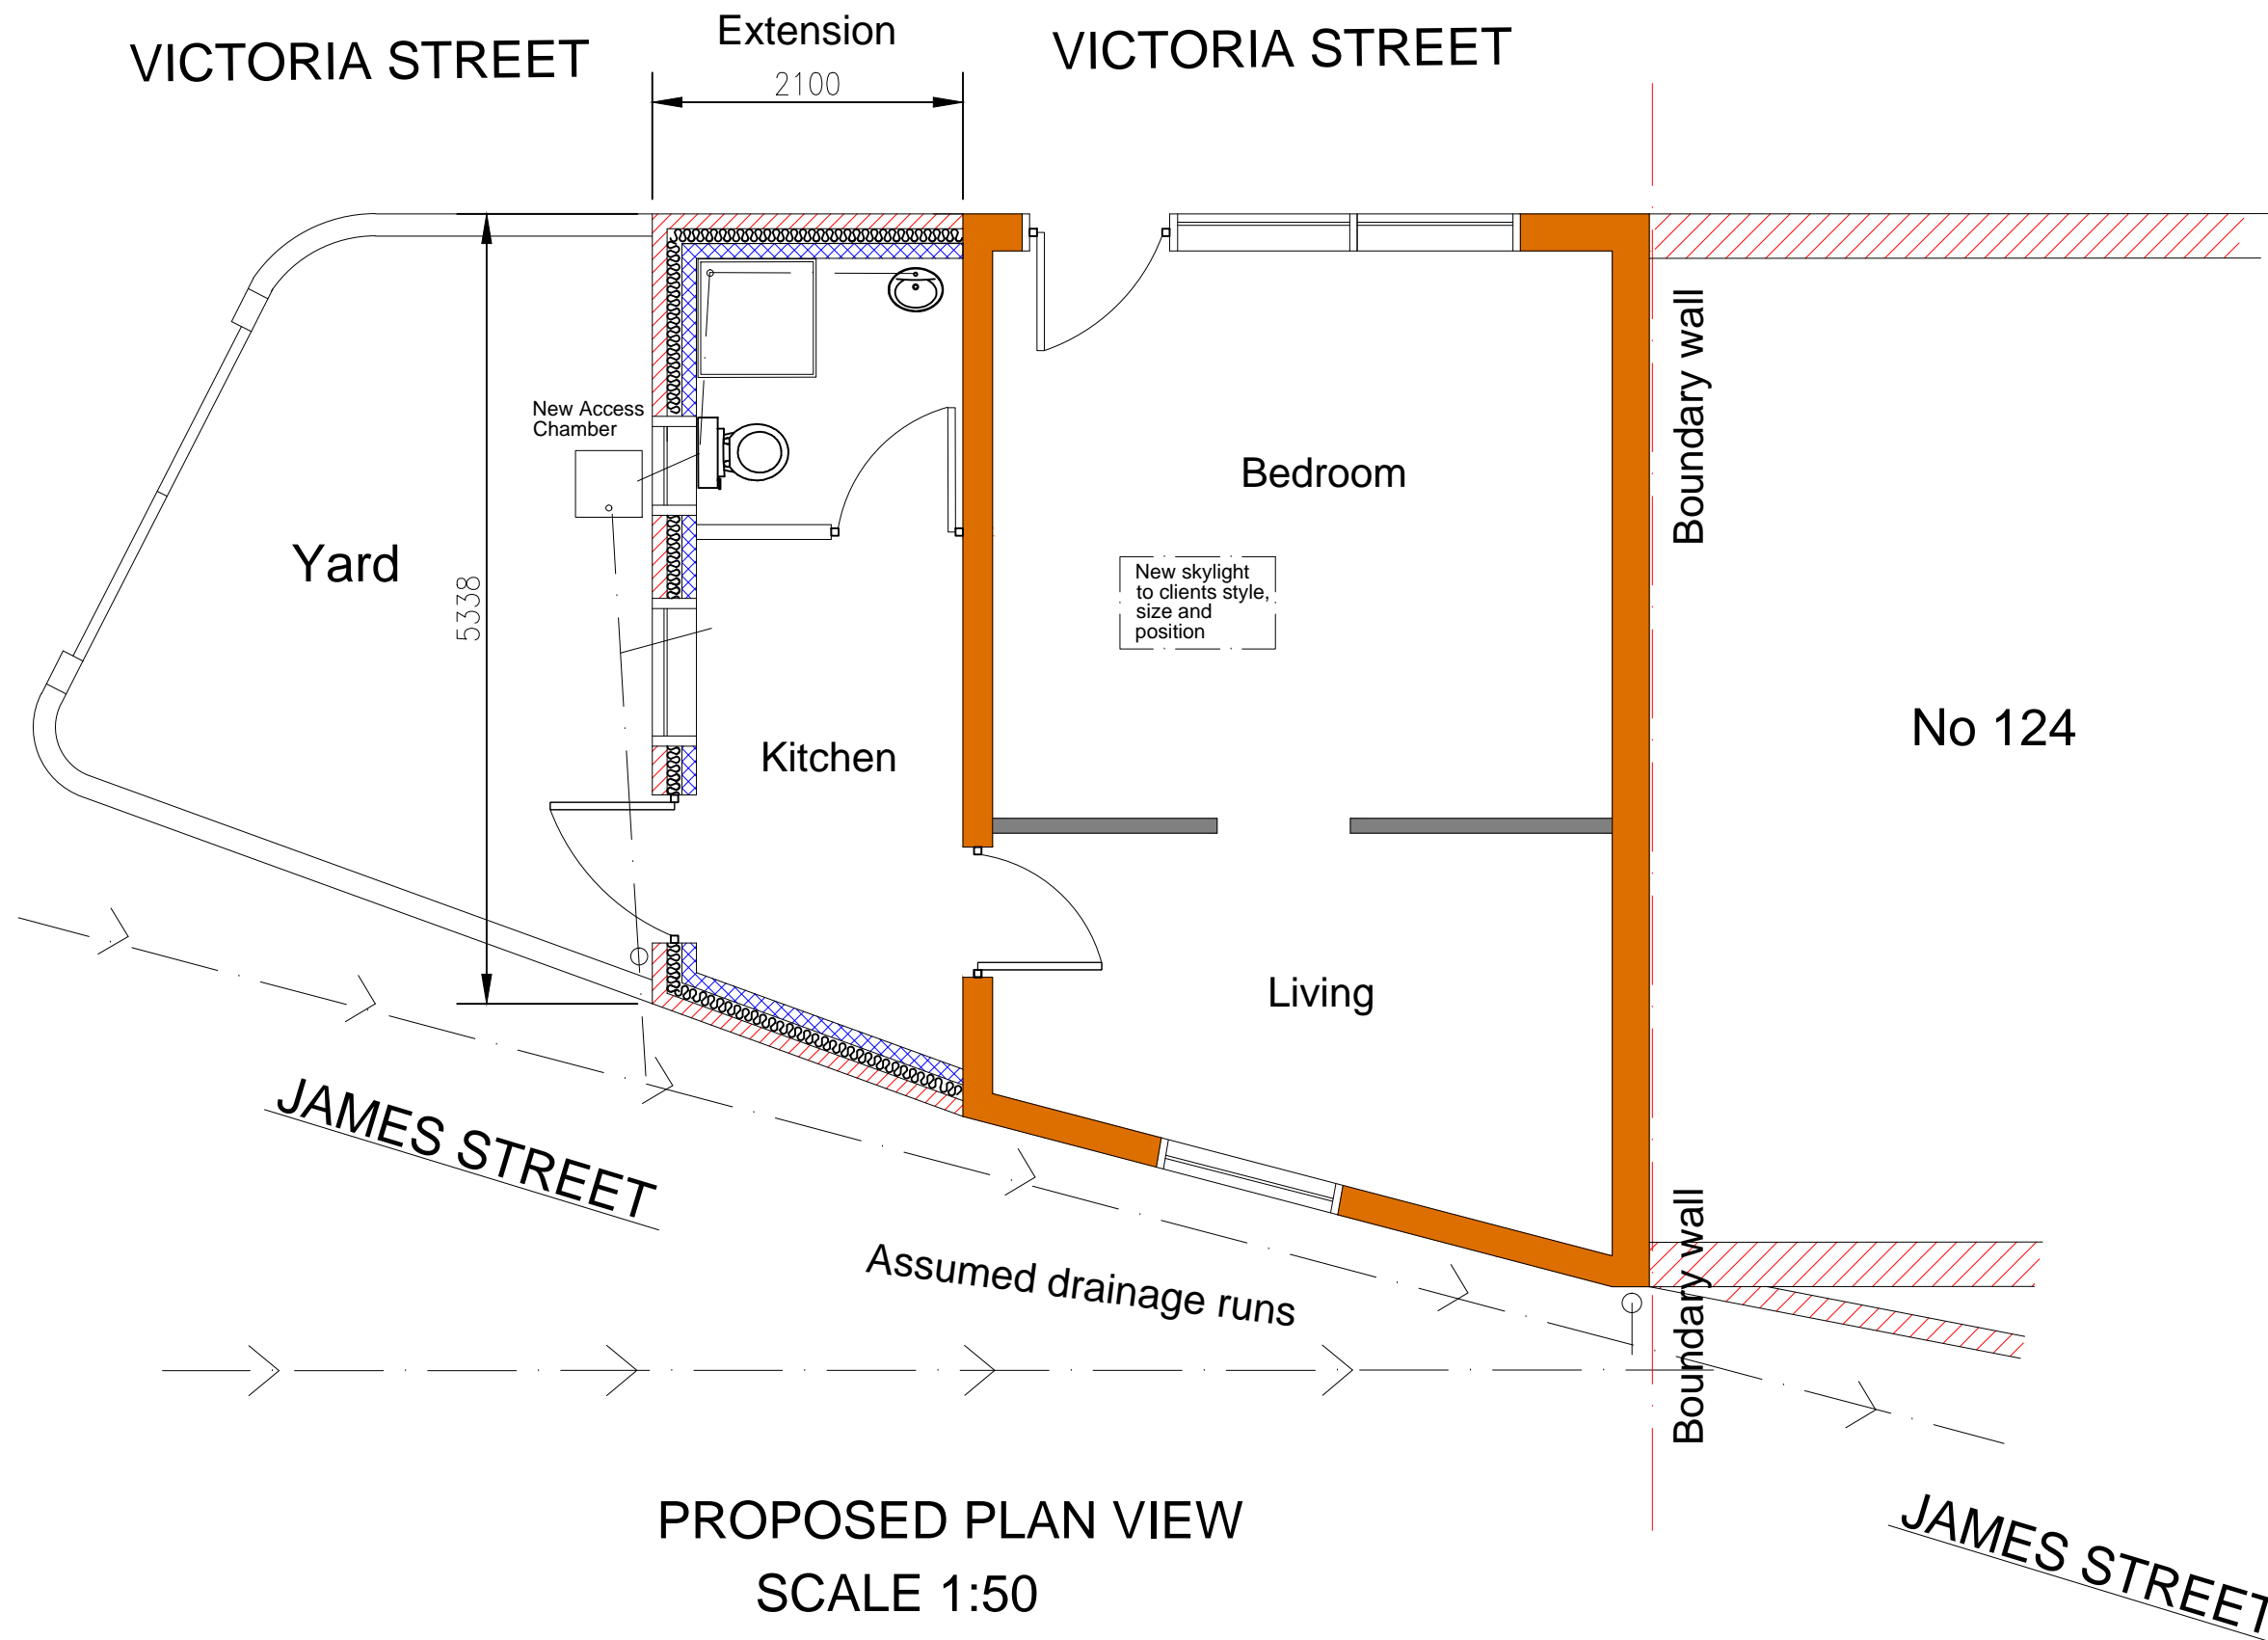 VICTORIA STREET
Extension
VICTORIA STREET
2100
New Access
Chamber
Yard
5338
Bedroom
Boundary wall
New skylight
to clients style,
size and
position
Kitchen
No 124
Living
JAMES STREET
Assumed drainage runs
Boundary wall
PROPOSED PLAN VIEW
SCALE 1:50
JAMES STREET